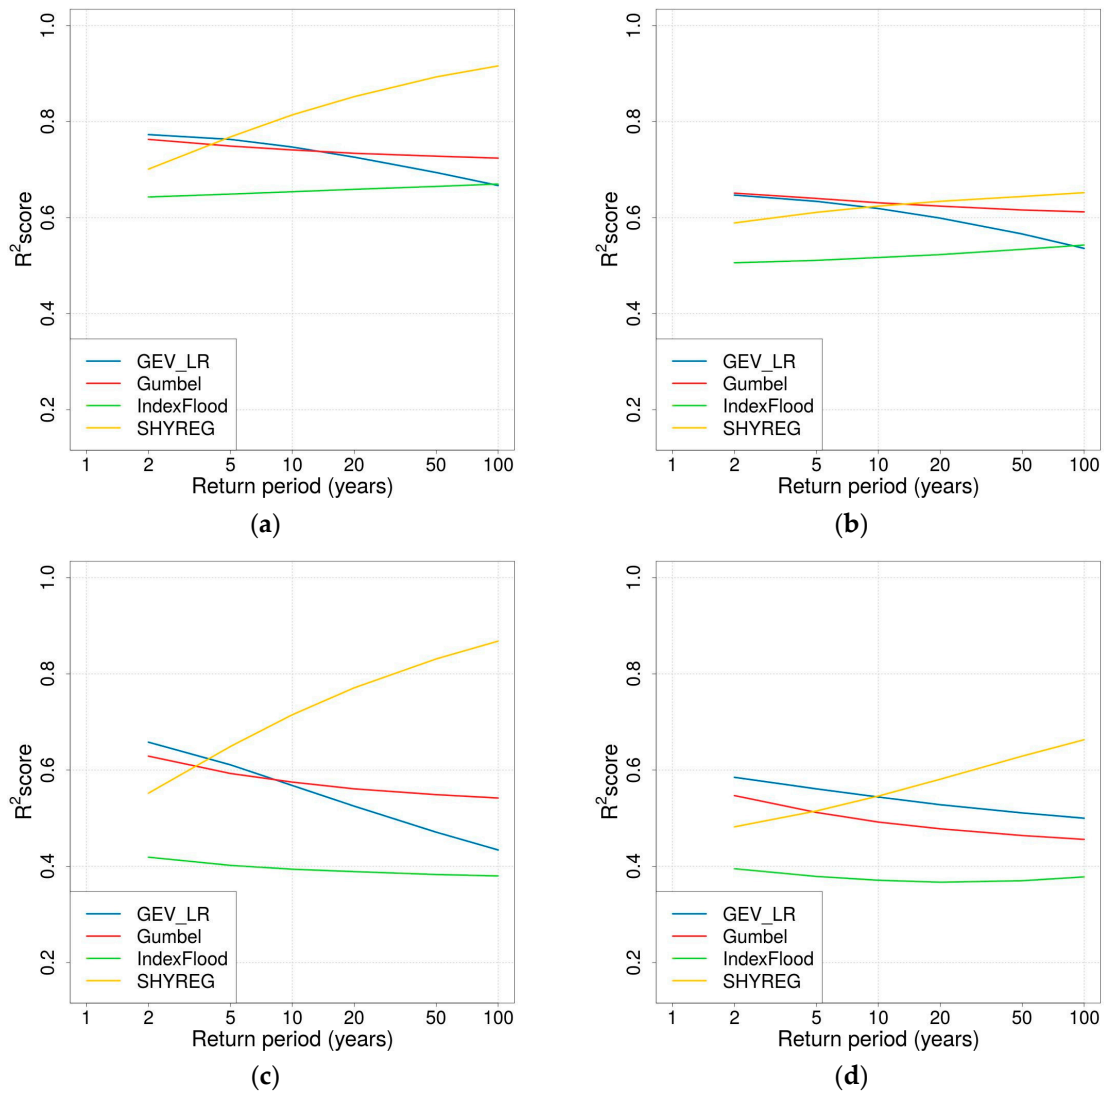 1.0
0.8
0.6
0.4
0.2
R²score
GEV_LR
Gumbel
IndexFlood
SHYREG
1 2 5 10 20 50 100
Return period (years)
(a)
1.0
0.8
0.6
0.4
0.2
R²score
GEV_LR
Gumbel
IndexFlood
SHYREG
1 2 5 10 20 50 100
Return period (years)
(b)
1.0
0.8
0.6
0.4
0.2
R²score
GEV_LR
Gumbel
IndexFlood
SHYREG
1 2 5 10 20 50 100
Return period (years)
(c)
1.0
0.8
0.6
0.4
0.2
R²score
GEV_LR
Gumbel
IndexFlood
SHYREG
1 2 5 10 20 50 100
Return period (years)
(d)